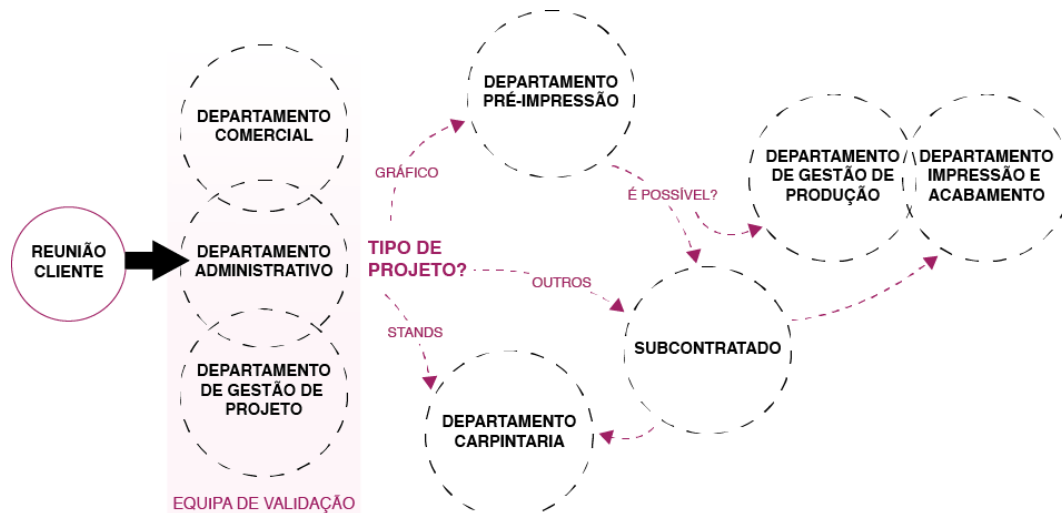 REUNIÃO
CLIENTE
DEPARTAMENTO
COMERCIAL
DEPARTAMENTO
ADMINISTRATIVO
DEPARTAMENTO
DE GESTÃO DE
PROJETO
EQUIPA DE VALIDAÇÃO
TIPO DE
PROJETO?
GRÁFICO
OUTROS
STANDS
DEPARTAMENTO
PRÉ-IMPRESSÃO
É POSSÍVEL?
SUBCONTRATADO
DEPARTAMENTO
CARPINTARIA
DEPARTAMENTO
DE GESTÃO DE
PRODUÇÃO
DEPARTAMENTO
IMPRESSÃO E
ACABAMENTO